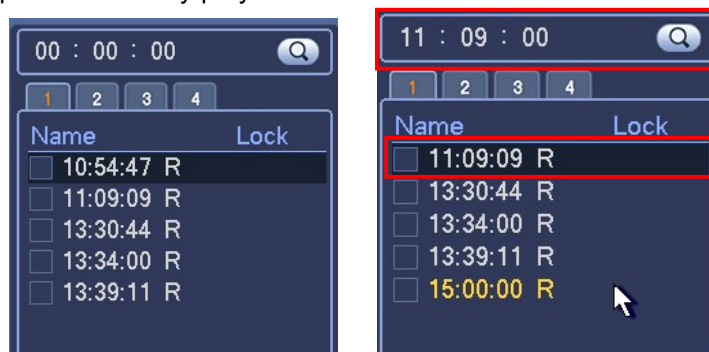 00 : 00 : 00
1 2 3 4
Name Lock
10:54:47 R
11:09:09 R
13:30:44 R
13:34:00 R
13:39:11 R
11 : 09 : 00
1 2 3 4
Name Lock
11:09:09 R
13:30:44 R
13:34:00 R
13:39:11 R
15:00:00 R